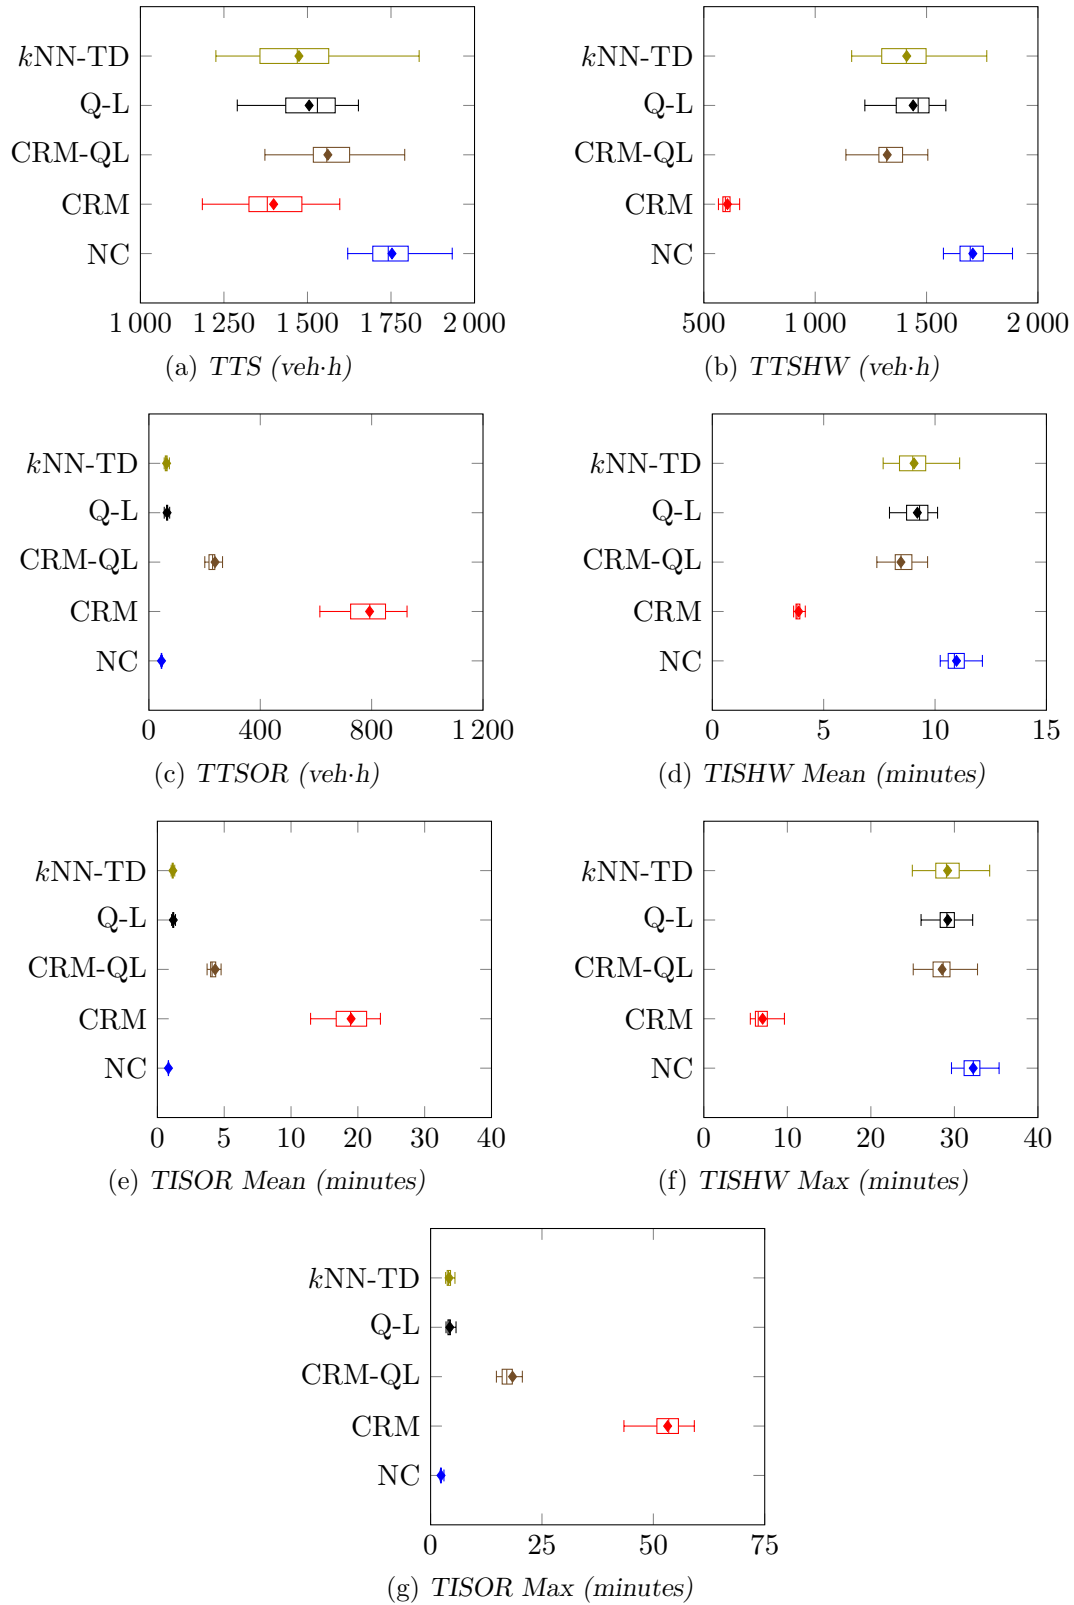 kNN-TD
Q-L
CRM-QL
CRM
NC
1 000 1 250 1 500 1 750 2 000
(a) TTS (veh·h)
kNN-TD
Q-L
CRM-QL
CRM
NC
500 1 000 1 500 2 000
(b) TTSHW (veh·h)
kNN-TD
Q-L
CRM-QL
CRM
NC
0 400 800 1 200
(c) TTSOR (veh·h)
kNN-TD
Q-L
CRM-QL
CRM
NC
0 5 10 15
(d) TISHW Mean (minutes)
kNN-TD
Q-L
CRM-QL
CRM
NC
0 5 10 20 30 40
(e) TISOR Mean (minutes)
kNN-TD
Q-L
CRM-QL
CRM
NC
0 10 20 30 40
(f) TISHW Max (minutes)
kNN-TD
Q-L
CRM-QL
CRM
NC
0 25 50 75
(g) TISOR Max (minutes)